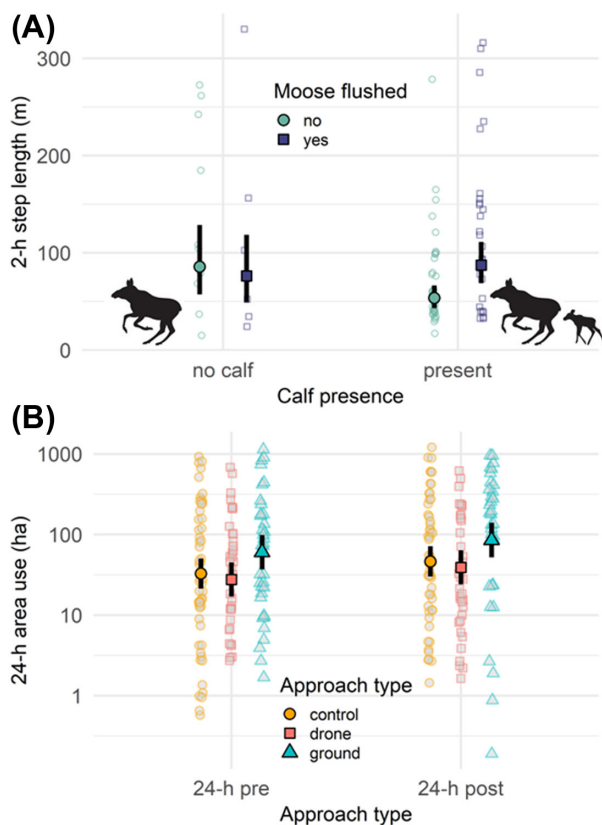 (A)
300
200
100
0
2-h step length (m)
Moose flushed
no
yes
no calf present
Calf presence
(B)
1000
100
10
1
24-h area use (ha)
Approach type
control
drone
ground
24-h pre 24-h post
Approach type